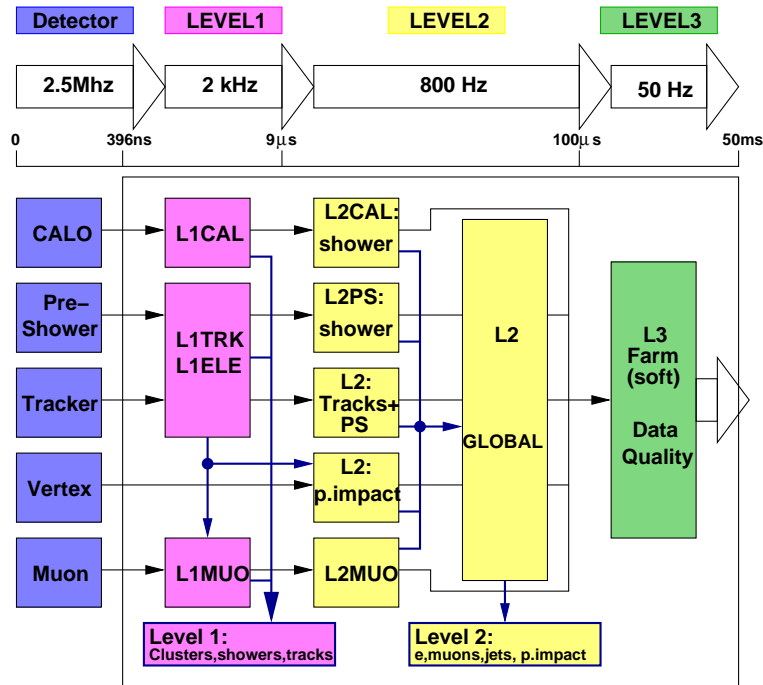 Detector
LEVEL1
LEVEL2
LEVEL3
2.5Mhz
2 kHz
800 Hz
50 Hz
0
396ns
9μs
100μs
50ms
CALO
L1CAL
L2CAL:
shower
Pre–
Shower
L1TRK
L1ELE
L2PS:
shower
L2
GLOBAL
L3
Farm
(soft)
Data
Quality
Tracker
L2:
Tracks+
PS
Vertex
L2:
p.impact
Muon
L1MUO
L2MUO
Level 1:
Clusters,showers,tracks
Level 2:
e,muons,jets, p.impact